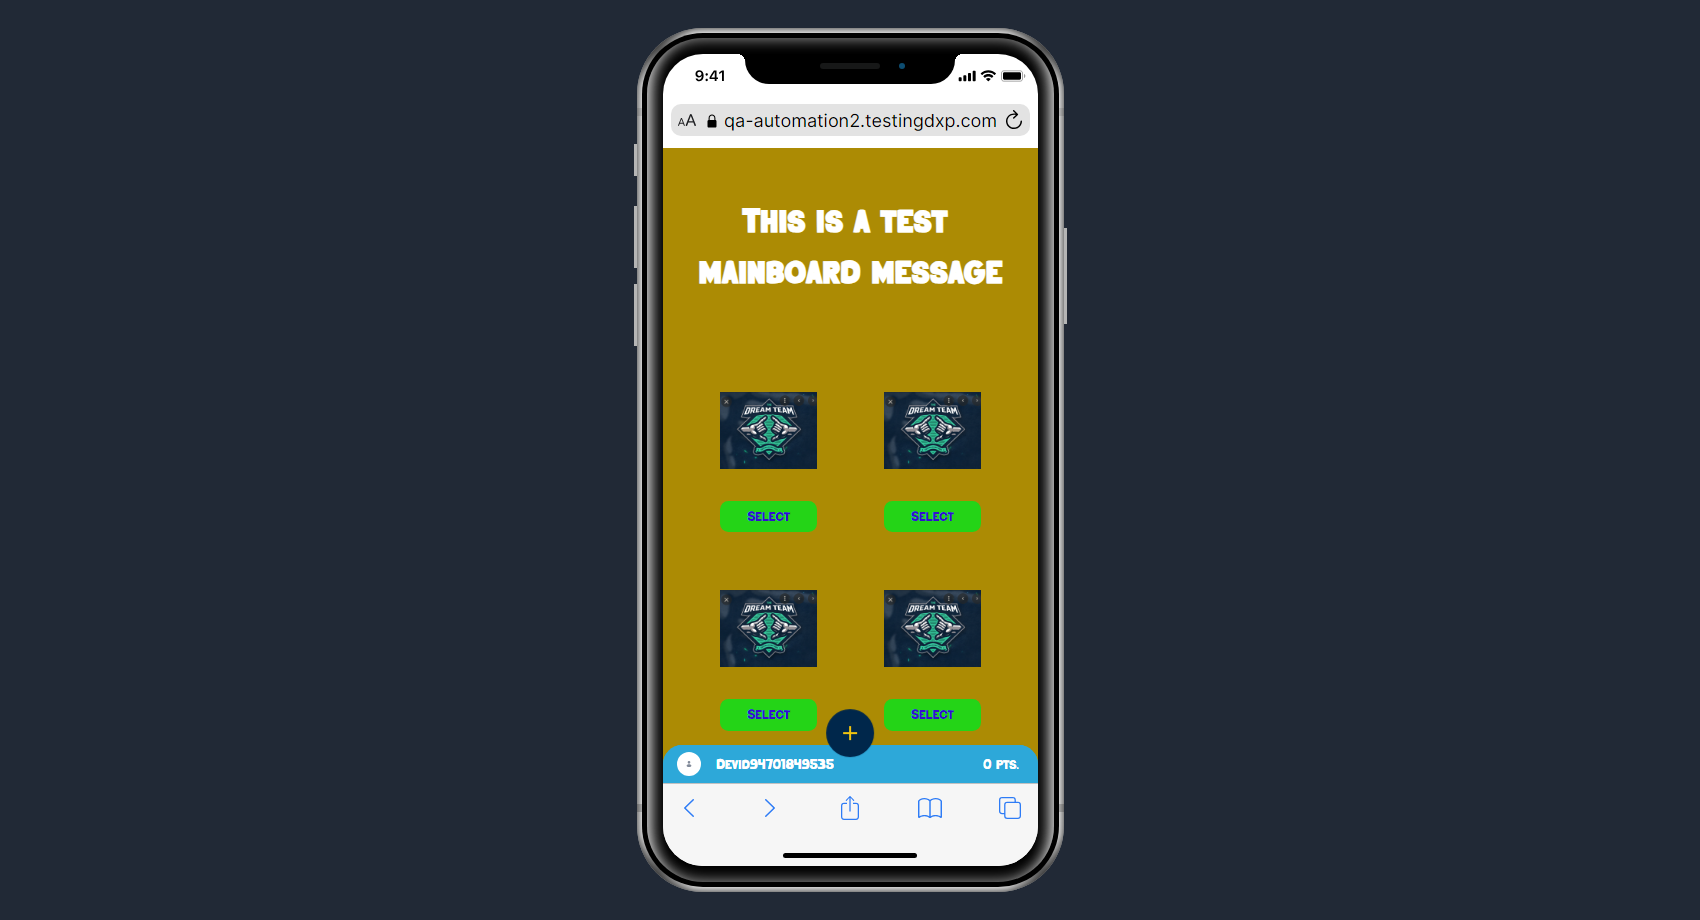 9:41
AA qa-automation2.testingdxp.com
This is a test
mainboard message
DREAM TEAM DREAM TEAM
Select Select
DREAM TEAM DREAM TEAM
Select Select
+
Devid94701849535 0 pts.